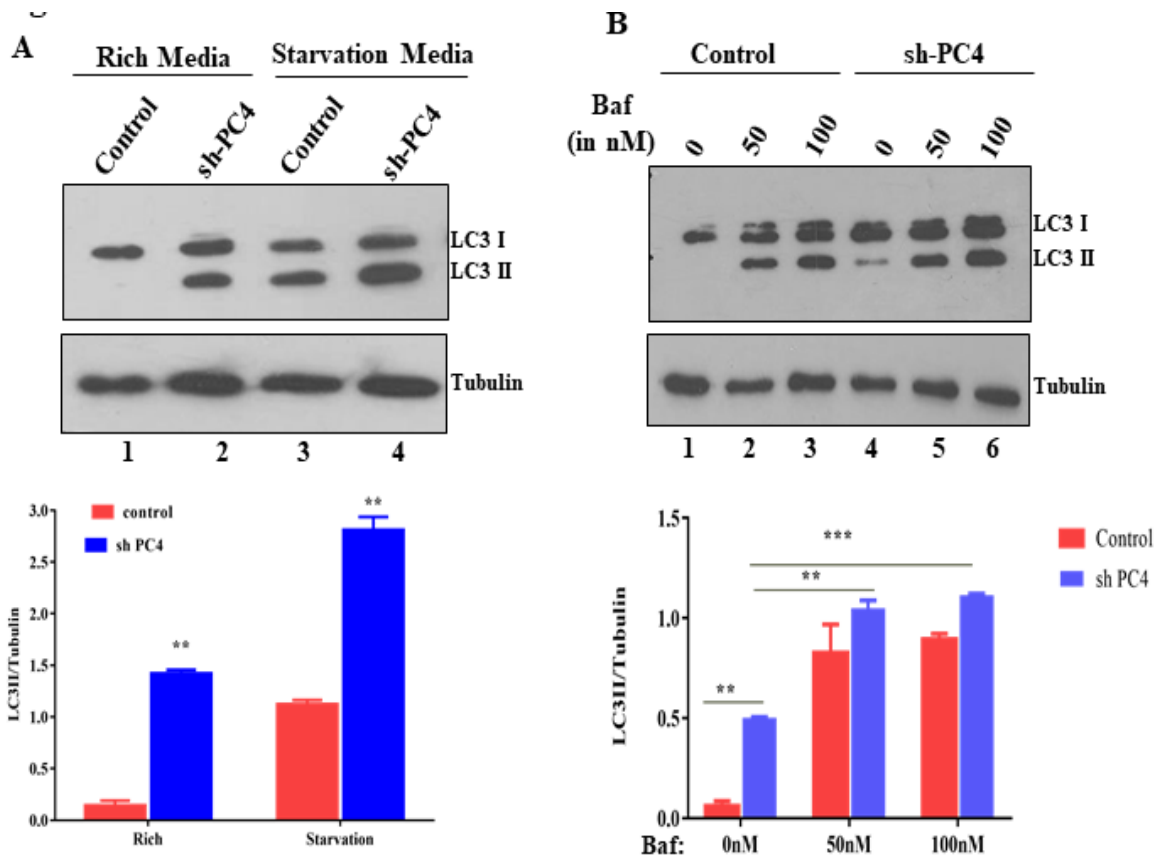 A
Rich Media
Starvation Media
Control
sh-PC4
Control
sh-PC4
LC3 I
LC3 II
Tubulin
1 2 3 4
control
sh PC4
LC3II/Tubulin
3.0
2.5
2.0
1.5
1.0
0.5
0.0
**
**
Rich
Starvation
B
Control
sh-PC4
Baf
(in nM)
0 50 100 0 50 100
LC3 I
LC3 II
Tubulin
1 2 3 4 5 6
Control
sh PC4
LC3II/Tubulin
1.5
1.0
0.5
0.0
***
**
**
Baf: 0nM 50nM 100nM